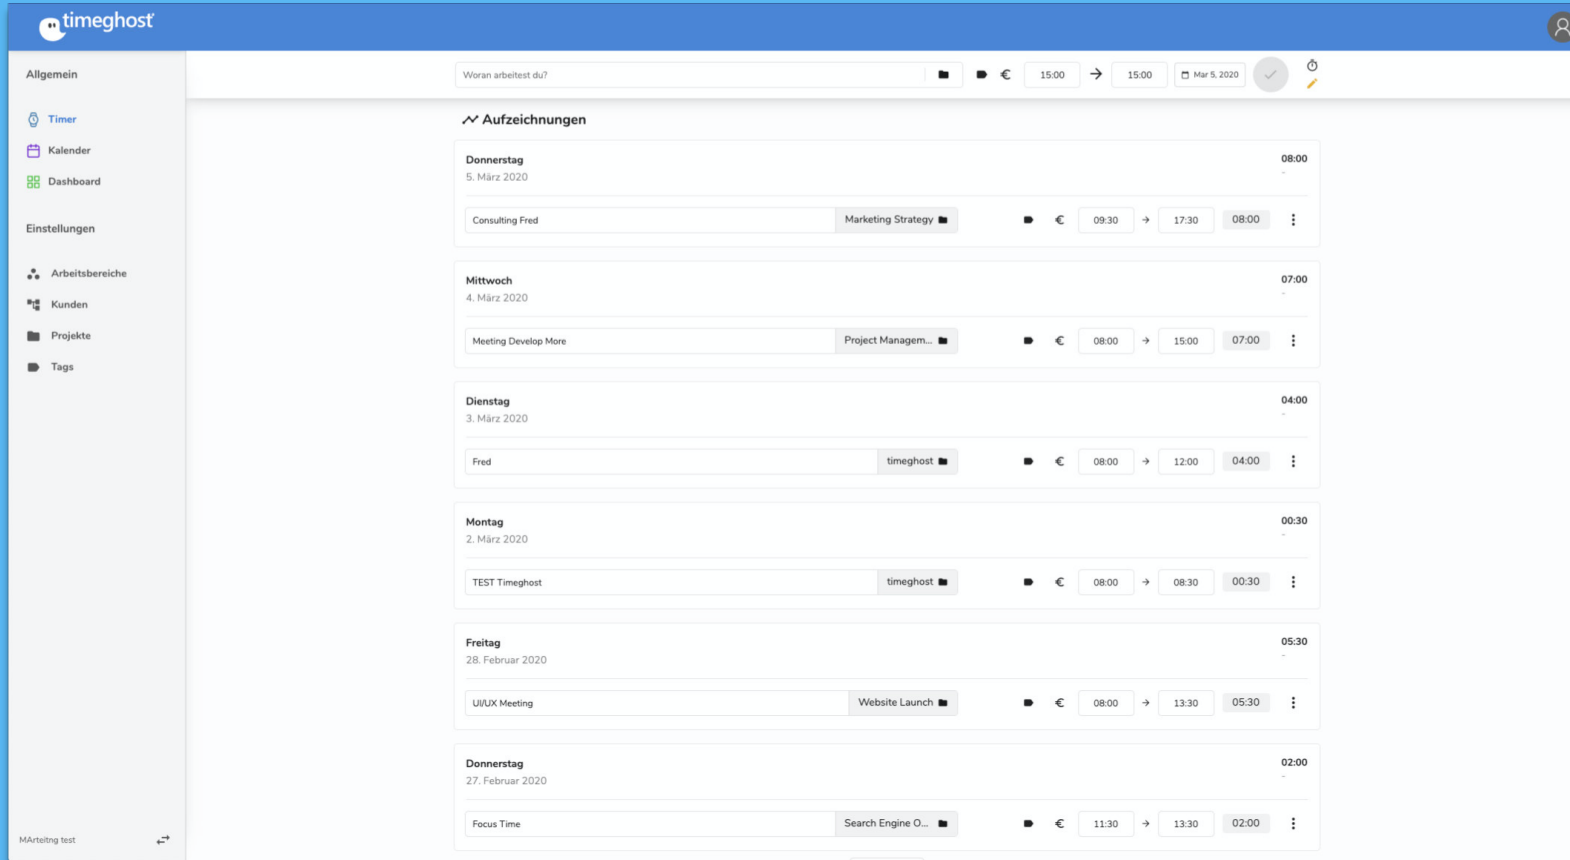 timeghost
Allgemein
Timer
Kalender
Dashboard
Einstellungen
Arbeitsbereiche
Kunden
Projekte
Tags
MArteitng test
Woran arbeitest du? € 15:00 → 15:00 Mar 5, 2020
Aufzeichnungen
Donnerstag 08:00
5. März 2020 -
Consulting Fred Marketing Strategy € 09:30 → 17:30 08:00
Mittwoch 07:00
4. März 2020 -
Meeting Develop More Project Managem... € 08:00 → 15:00 07:00
Dienstag 04:00
3. März 2020 -
Fred timeghost € 08:00 → 12:00 04:00
Montag 00:30
2. März 2020 -
TEST Timeghost timeghost € 08:00 → 08:30 00:30
Freitag 05:30
28. Februar 2020 -
UI/UX Meeting Website Launch € 08:00 → 13:30 05:30
Donnerstag 02:00
27. Februar 2020 -
Focus Time Search Engine O... € 11:30 → 13:30 02:00